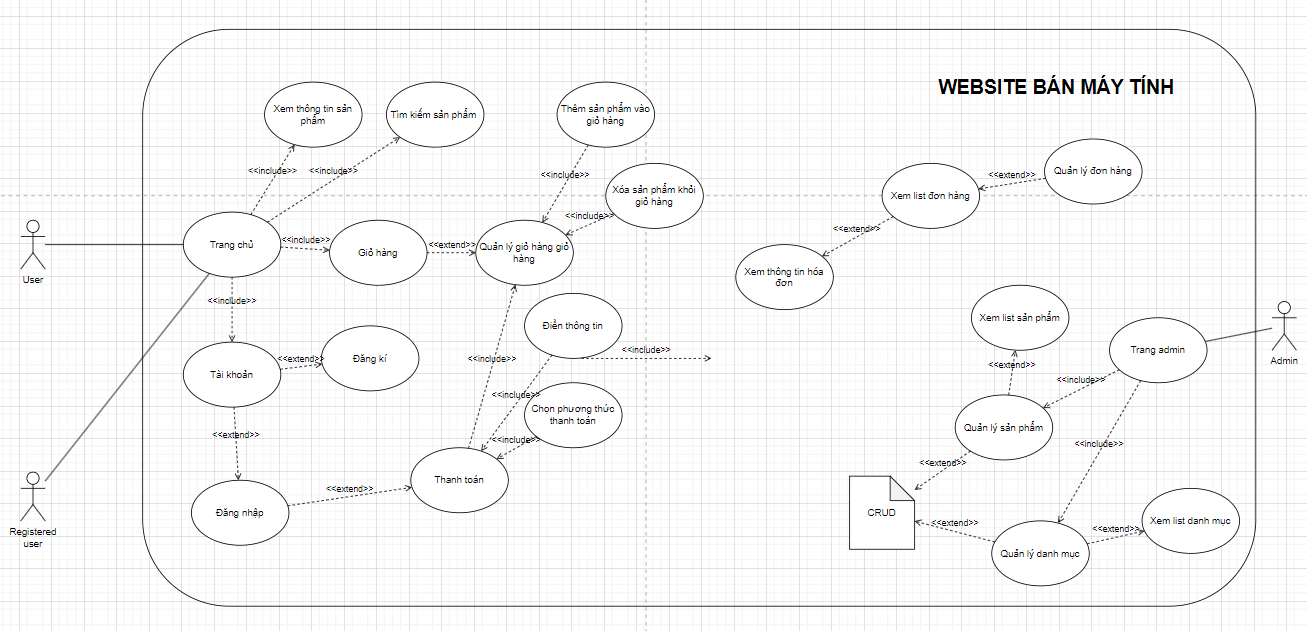 WEBSITE BÁN MÁY TÍNH
Xem thông tin sản
phẩm
Tìm kiếm sản phẩm
Thêm sản phẩm vào
giỏ hàng
<<include>>
<<include>>
<<include>>
Xóa sản phẩm khỏi
giỏ hàng
<<include>>
Xem list đơn hàng
<<extend>>
Quản lý đơn hàng
<<extend>>
Xem thông tin hóa
đơn
User
Trang chủ
<<include>>
Giỏ hàng
<<extend>>
Quản lý giỏ hàng giỏ
hàng
<<include>>
Tài khoản
<<extend>>
Đăng kí
<<extend>>
Điền thông tin
<<include>>
<<include>>
<<include>>
Chọn phương thức
thanh toán
<<include>>
Thanh toán
Đăng nhập
<<extend>>
Registered
user
Xem list sản phẩm
Trang admin
Admin
<<extend>>
<<include>>
Quản lý sản phẩm
<<include>>
<<extend>>
CRUD
<<extend>>
Quản lý danh mục
<<extend>>
Xem list danh mục